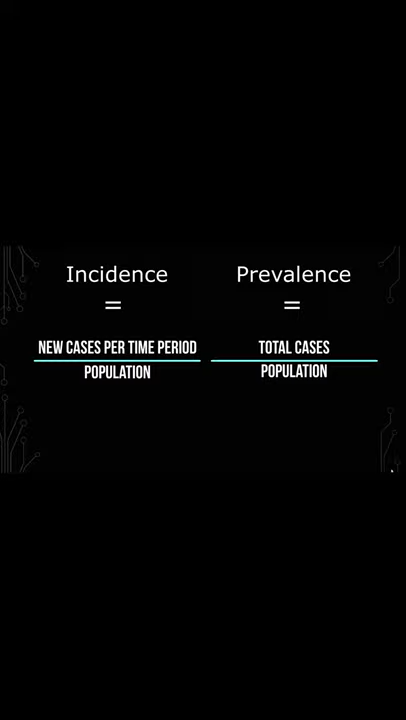 Incidence
=
NEW CASES PER TIME PERIOD
POPULATION
Prevalence
=
TOTAL CASES
POPULATION